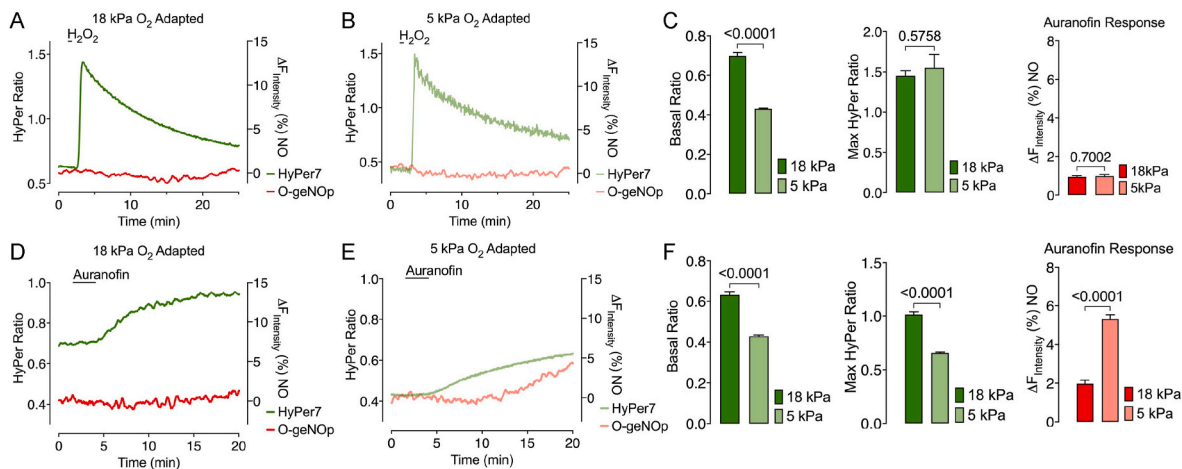 A
18 kPa O2 Adapted
H2O2
HyPer Ratio
1.5
1.0
0.5
ΔFIntensity (%) NO
15
10
5
0
0
10
20
Time (min)
HyPer7
O-geNOp
B
5 kPa O2 Adapted
H2O2
HyPer Ratio
1.5
1.0
0.5
ΔFIntensity (%) NO
15
10
5
0
0
10
20
Time (min)
HyPer7
O-geNOp
C
Basal Ratio
0.8
0.6
0.4
0.2
0.0
<0.0001
18 kPa
5 kPa
Max HyPer Ratio
2.0
1.5
1.0
0.5
0.0
0.5758
18 kPa
5 kPa
Auranofin Response
ΔFIntensity (%) NO
8
6
4
2
0
0.7002
18kPa
5kPa
D
18 kPa O2 Adapted
Auranofin
HyPer Ratio
1.0
0.8
0.6
0.4
ΔFIntensity (%) NO
15
10
5
0
0
5
10
15
20
Time (min)
HyPer7
O-geNOp
E
5 kPa O2 Adapted
Auranofin
HyPer Ratio
1.0
0.8
0.6
0.4
ΔFIntensity (%) NO
15
10
5
0
0
5
10
15
20
Time (min)
HyPer7
O-geNOp
F
Basal Ratio
0.8
0.6
0.4
0.2
0.0
<0.0001
18 kPa
5 kPa
Max HyPer Ratio
1.5
1.0
0.5
0.0
<0.0001
18 kPa
5 kPa
Auranofin Response
ΔFIntensity (%) NO
8
6
4
2
0
<0.0001
18 kPa
5 kPa